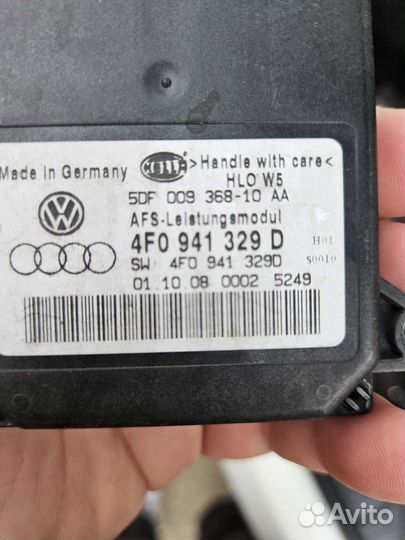 Made in Germany HELLA >Handle with care<
HLO W5
5DF 009 368-10 AA
AFS-Leistungsmodul
4F0 941 329 D H01
SW: 4F0 941 329D S0010
01.10.08 0002 5249
Avito